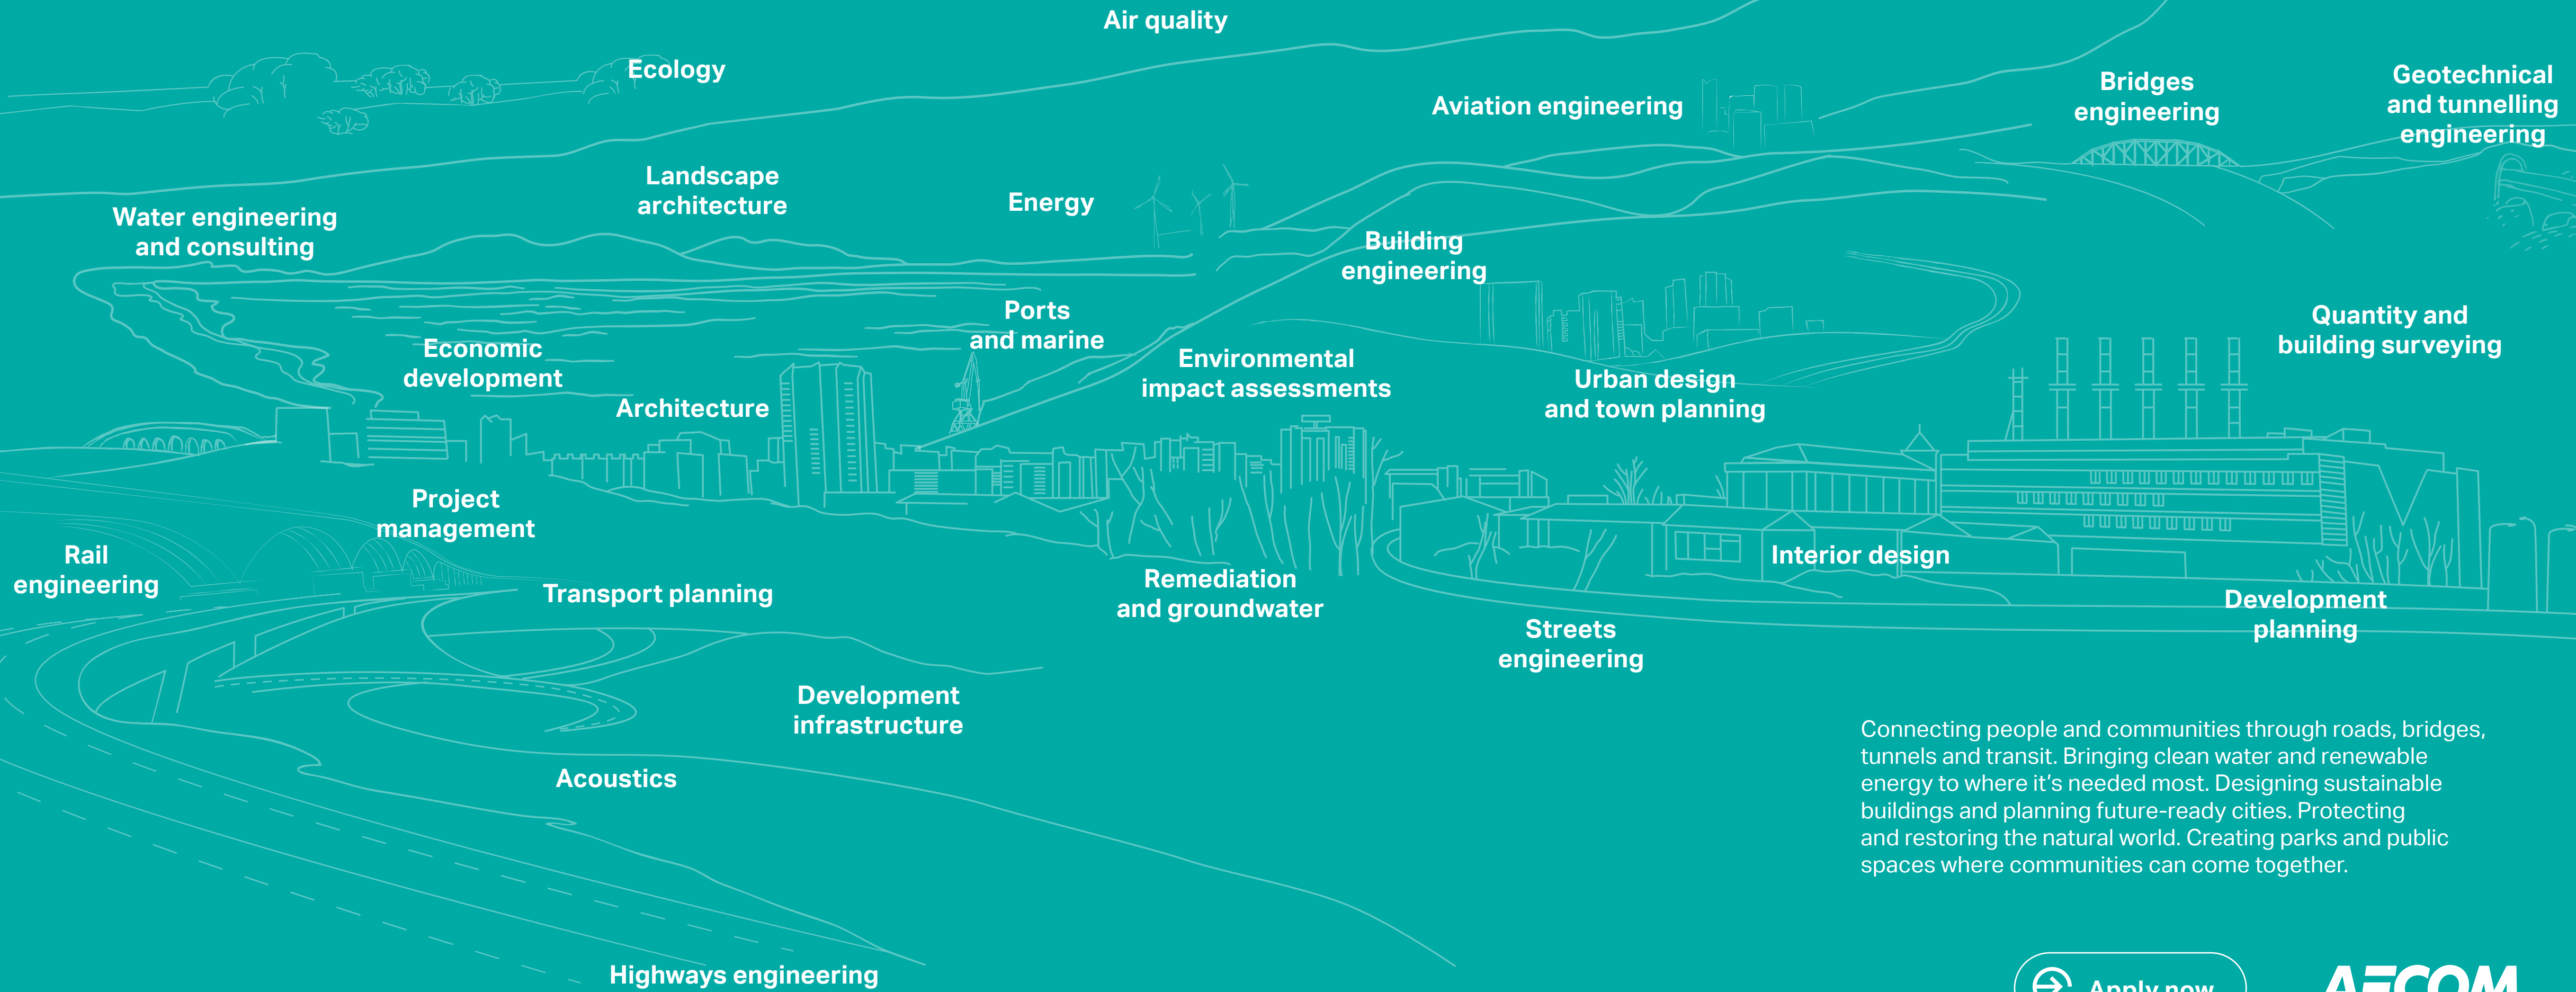 Air quality
Ecology
Aviation engineering
Bridges
engineering
Geotechnical
and tunnelling
engineering
Landscape
architecture
Energy
Water engineering
and consulting
Building
engineering
Ports
and marine
Quantity and
building surveying
Economic
development
Environmental
impact assessments
Urban design
and town planning
Architecture
Project
management
Rail
engineering
Interior design
Transport planning
Remediation
and groundwater
Development
planning
Streets
engineering
Development
infrastructure
Acoustics
Connecting people and communities through roads, bridges,
tunnels and transit. Bringing clean water and renewable
energy to where it’s needed most. Designing sustainable
buildings and planning future-ready cities. Protecting
and restoring the natural world. Creating parks and public
spaces where communities can come together.
Highways engineering
Apply now
AECOM